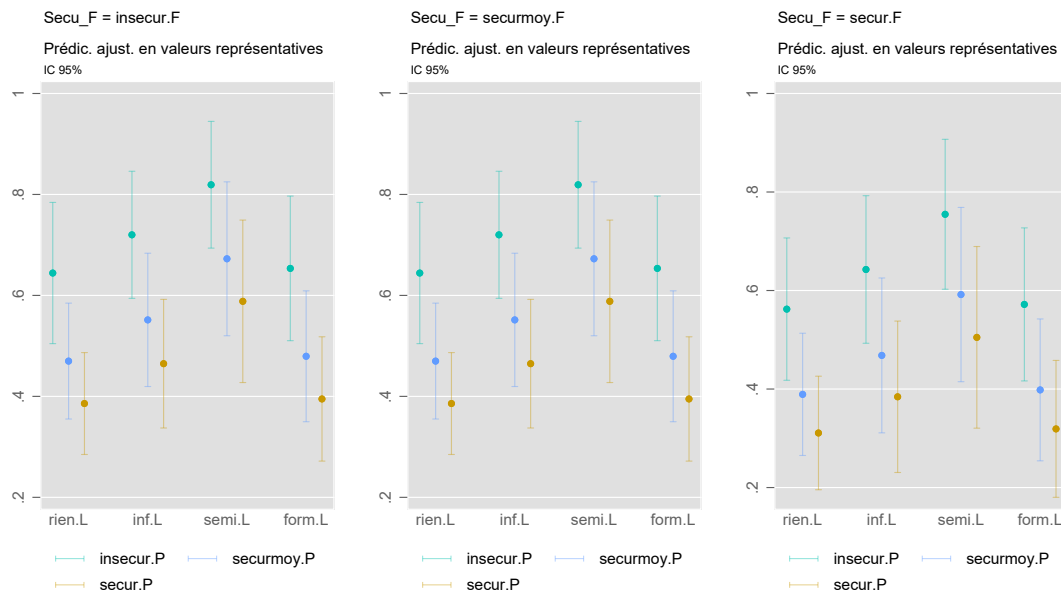 Secu_F = insecur.F
Prédic. ajust. en valeurs représentatives
IC 95%
1
.8
.6
.4
.2
rien.L inf.L semi.L form.L
insecur.P securmoy.P
secur.P
Secu_F = securmoy.F
Prédic. ajust. en valeurs représentatives
IC 95%
1
.8
.6
.4
.2
rien.L inf.L semi.L form.L
insecur.P securmoy.P
secur.P
Secu_F = secur.F
Prédic. ajust. en valeurs représentatives
IC 95%
1
.8
.6
.4
.2
rien.L inf.L semi.L form.L
insecur.P securmoy.P
secur.P